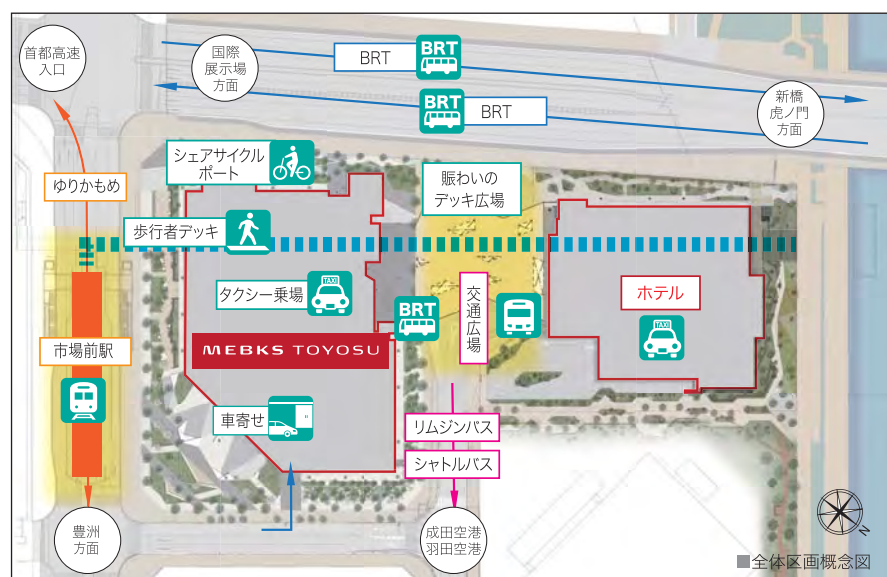 首都高速
入口
国際
展示場
方面
BRT
BRT
BRT
BRT
新橋
虎ノ門
方面
シェアサイクル
ポート
賑わいの
デッキ広場
ゆりかもめ
歩行者デッキ
TAXI
タクシー乗場
BRT
交通広場
ホテル
TAXI
市場前駅
MEBKS TOYOSU
車寄せ
リムジンバス
シャトルバス
豊洲
方面
成田空港
羽田空港
N
■全体区画概念図